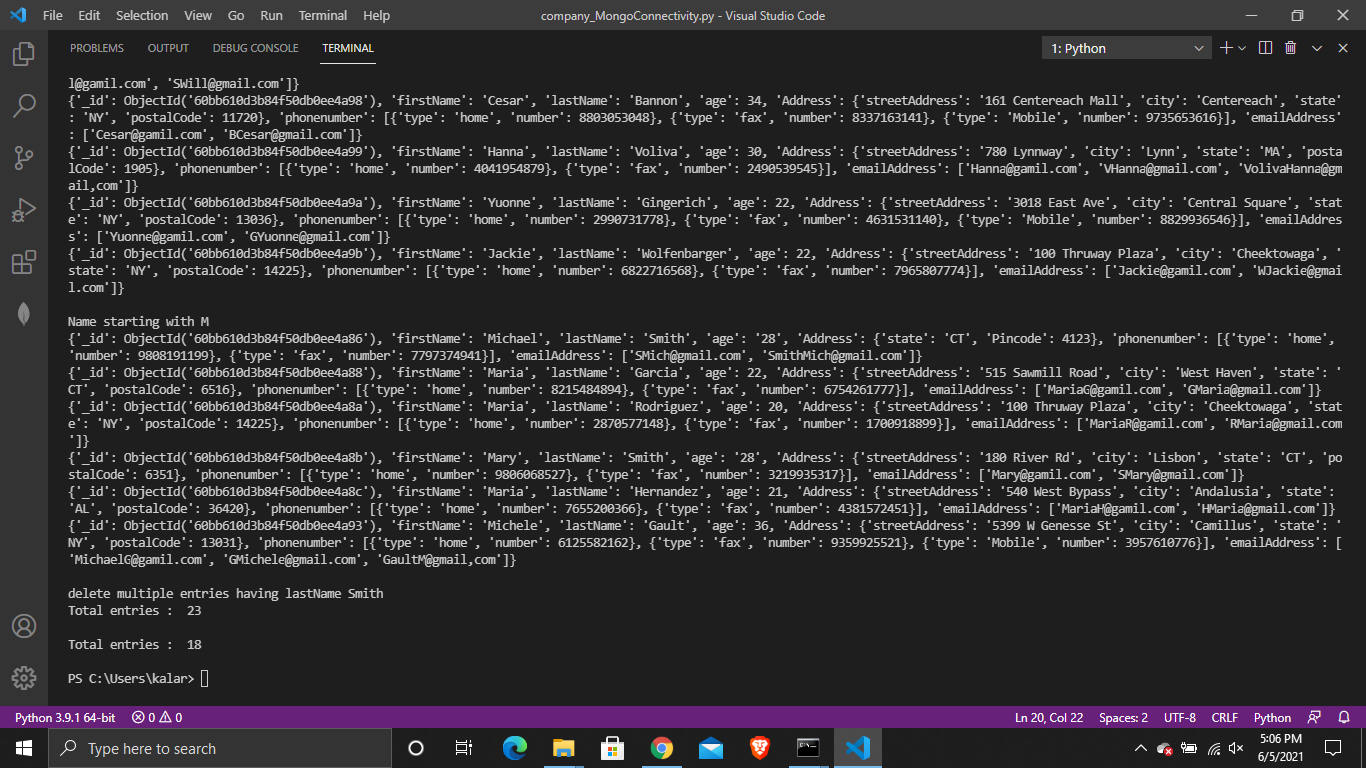 File Edit Selection View Go Run Terminal Help company_MongoConnectivity.py - Visual Studio Code
PROBLEMS OUTPUT DEBUG CONSOLE TERMINAL 1: Python
l@gamil.com', 'SWill@gmail.com']}
{'_id': ObjectId('60bb610d3b84f50db0ee4a98'), 'firstName': 'Cesar', 'lastName': 'Bannon', 'age': 34, 'Address': {'streetAddress': '161 Centereach Mall', 'city': 'Centereach', 'state'
: 'NY', 'postalCode': 11720}, 'phonenumber': [{'type': 'home', 'number': 8803053048}, {'type': 'fax', 'number': 8337163141}, {'type': 'Mobile', 'number': 9735653616}], 'emailAddress'
: ['Cesar@gamil.com', 'BCesar@gmail.com']}
{'_id': ObjectId('60bb610d3b84f50db0ee4a99'), 'firstName': 'Hanna', 'lastName': 'Voliva', 'age': 30, 'Address': {'streetAddress': '780 Lynnway', 'city': 'Lynn', 'state': 'MA', 'posta
lCode': 1905}, 'phonenumber': [{'type': 'home', 'number': 4041954879}, {'type': 'fax', 'number': 2490539545}], 'emailAddress': ['Hanna@gamil.com', 'VHanna@gmail.com', 'VolivaHanna@gm
ail,com']}
{'_id': ObjectId('60bb610d3b84f50db0ee4a9a'), 'firstName': 'Yuonne', 'lastName': 'Gingerich', 'age': 22, 'Address': {'streetAddress': '3018 East Ave', 'city': 'Central Square', 'stat
e': 'NY', 'postalCode': 13036}, 'phonenumber': [{'type': 'home', 'number': 2990731778}, {'type': 'fax', 'number': 4631531140}, {'type': 'Mobile', 'number': 8829936546}], 'emailAddres
s': ['Yuonne@gamil.com', 'GYuonne@gmail.com']}
{'_id': ObjectId('60bb610d3b84f50db0ee4a9b'), 'firstName': 'Jackie', 'lastName': 'Wolfenbarger', 'age': 22, 'Address': {'streetAddress': '100 Thruway Plaza', 'city': 'Cheektowaga', '
state': 'NY', 'postalCode': 14225}, 'phonenumber': [{'type': 'home', 'number': 6822716568}, {'type': 'fax', 'number': 7965807774}], 'emailAddress': ['Jackie@gamil.com', 'WJackie@gmai
l.com']}
Name starting with M
{'_id': ObjectId('60bb610d3b84f50db0ee4a86'), 'firstName': 'Michael', 'lastName': 'Smith', 'age': '28', 'Address': {'state': 'CT', 'Pincode': 4123}, 'phonenumber': [{'type': 'home',
'number': 9808191199}, {'type': 'fax', 'number': 7797374941}], 'emailAddress': ['SMich@gmail.com', 'SmithMich@gmail.com']}
{'_id': ObjectId('60bb610d3b84f50db0ee4a88'), 'firstName': 'Maria', 'lastName': 'Garcia', 'age': 22, 'Address': {'streetAddress': '515 Sawmill Road', 'city': 'West Haven', 'state': '
CT', 'postalCode': 6516}, 'phonenumber': [{'type': 'home', 'number': 8215484894}, {'type': 'fax', 'number': 6754261777}], 'emailAddress': ['MariaG@gamil.com', 'GMaria@gmail.com']}
{'_id': ObjectId('60bb610d3b84f50db0ee4a8a'), 'firstName': 'Maria', 'lastName': 'Rodriguez', 'age': 20, 'Address': {'streetAddress': '100 Thruway Plaza', 'city': 'Cheektowaga', 'stat
e': 'NY', 'postalCode': 14225}, 'phonenumber': [{'type': 'home', 'number': 2870577148}, {'type': 'fax', 'number': 1700918899}], 'emailAddress': ['MariaR@gamil.com', 'RMaria@gmail.com
']}
{'_id': ObjectId('60bb610d3b84f50db0ee4a8b'), 'firstName': 'Mary', 'lastName': 'Smith', 'age': '28', 'Address': {'streetAddress': '180 River Rd', 'city': 'Lisbon', 'state': 'CT', 'po
stalCode': 6351}, 'phonenumber': [{'type': 'home', 'number': 9806068527}, {'type': 'fax', 'number': 3219935317}], 'emailAddress': ['Mary@gamil.com', 'SMary@gmail.com']}
{'_id': ObjectId('60bb610d3b84f50db0ee4a8c'), 'firstName': 'Maria', 'lastName': 'Hernandez', 'age': 21, 'Address': {'streetAddress': '540 West Bypass', 'city': 'Andalusia', 'state':
'AL', 'postalCode': 36420}, 'phonenumber': [{'type': 'home', 'number': 7655200366}, {'type': 'fax', 'number': 4381572451}], 'emailAddress': ['MariaH@gamil.com', 'HMaria@gmail.com']}
{'_id': ObjectId('60bb610d3b84f50db0ee4a93'), 'firstName': 'Michele', 'lastName': 'Gault', 'age': 36, 'Address': {'streetAddress': '5399 W Genesse St', 'city': 'Camillus', 'state': '
NY', 'postalCode': 13031}, 'phonenumber': [{'type': 'home', 'number': 6125582162}, {'type': 'fax', 'number': 9359925521}, {'type': 'Mobile', 'number': 3957610776}], 'emailAddress': [
'MichaelG@gamil.com', 'GMichele@gmail.com', 'GaultM@gmail,com']}
delete multiple entries having lastName Smith
Total entries :  23
Total entries :  18
PS C:\Users\kalar>
Python 3.9.1 64-bit 0 0 Ln 20, Col 22 Spaces: 2 UTF-8 CRLF Python
Type here to search 5:06 PM
6/5/2021